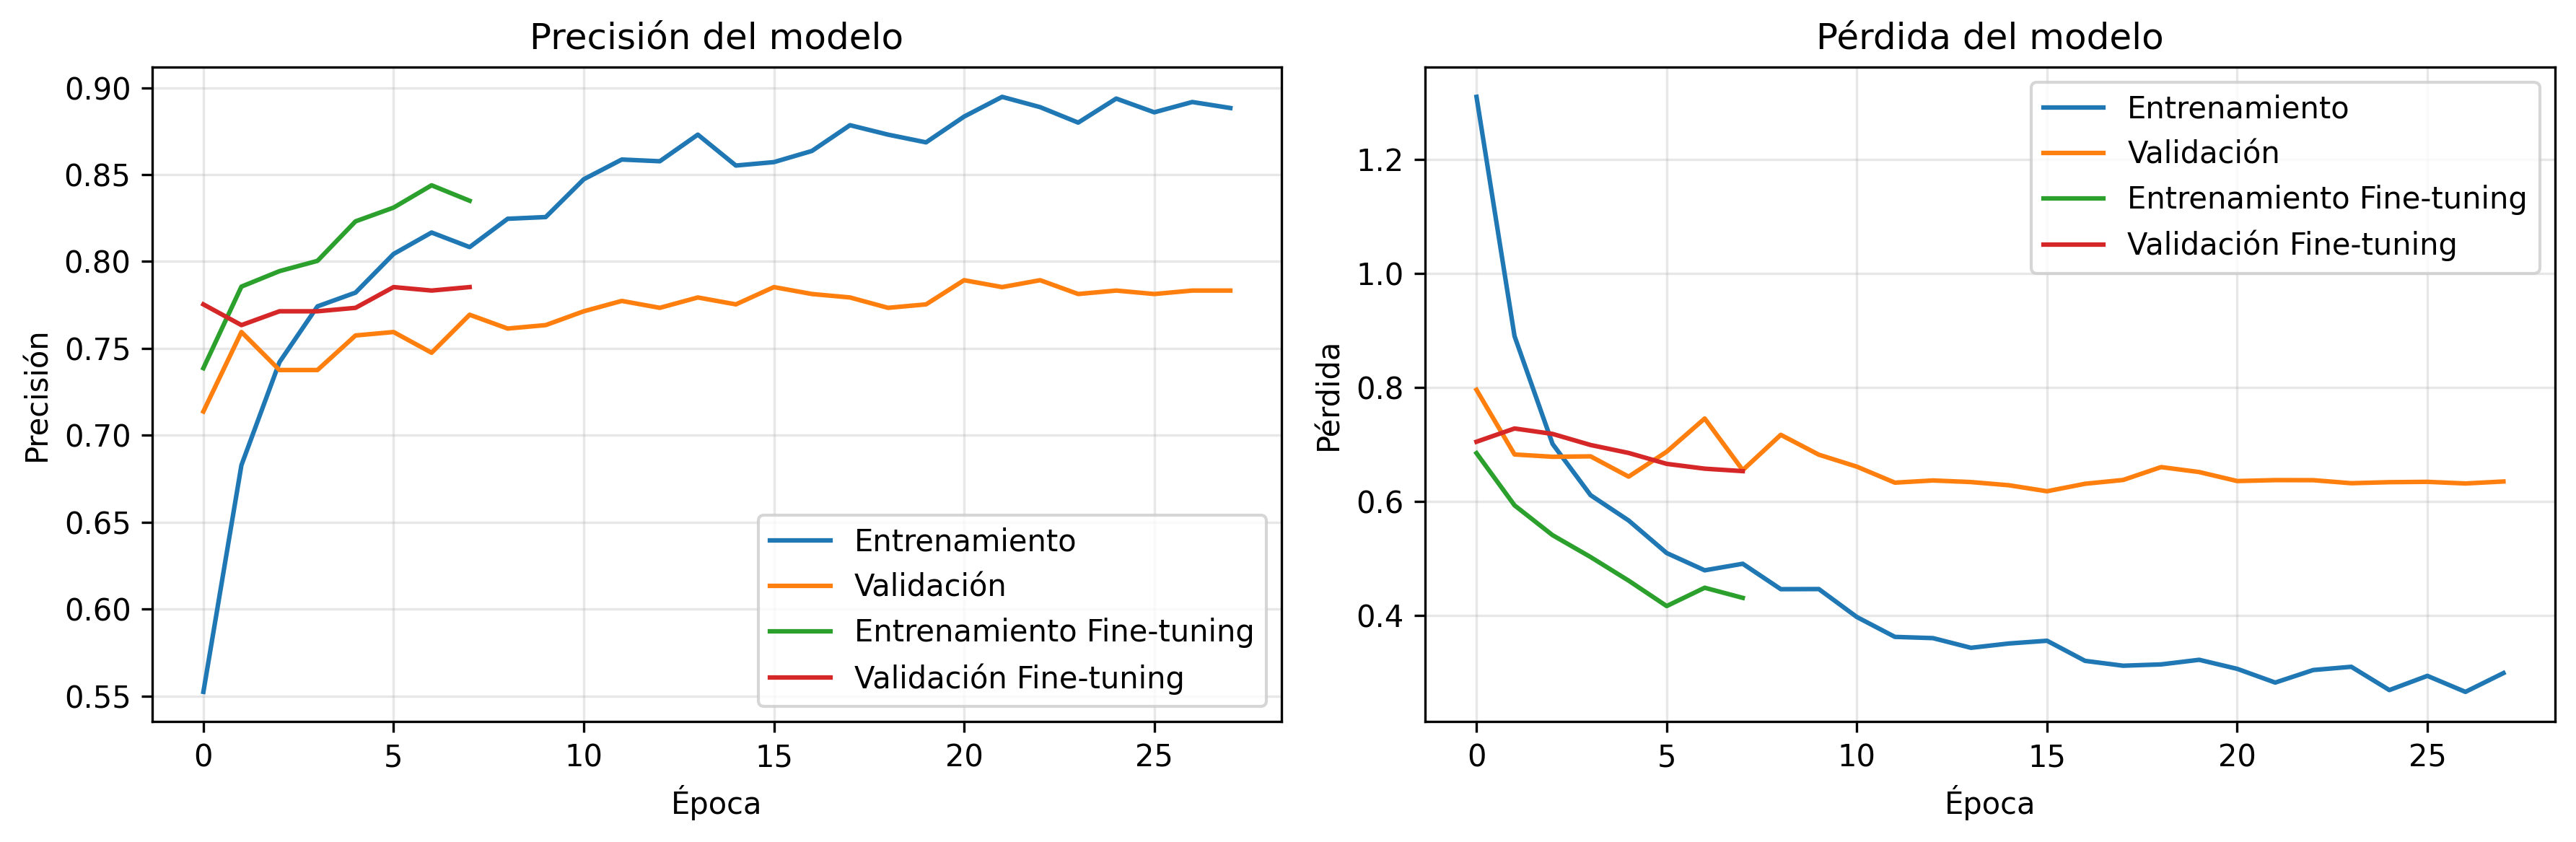 Precisión del modelo
Precisión
0.90
0.85
0.80
0.75
0.70
0.65
0.60
0.55
0 5 10 15 20 25
Época
Entrenamiento
Validación
Entrenamiento Fine-tuning
Validación Fine-tuning
Pérdida del modelo
Pérdida
1.2
1.0
0.8
0.6
0.4
0 5 10 15 20 25
Época
Entrenamiento
Validación
Entrenamiento Fine-tuning
Validación Fine-tuning